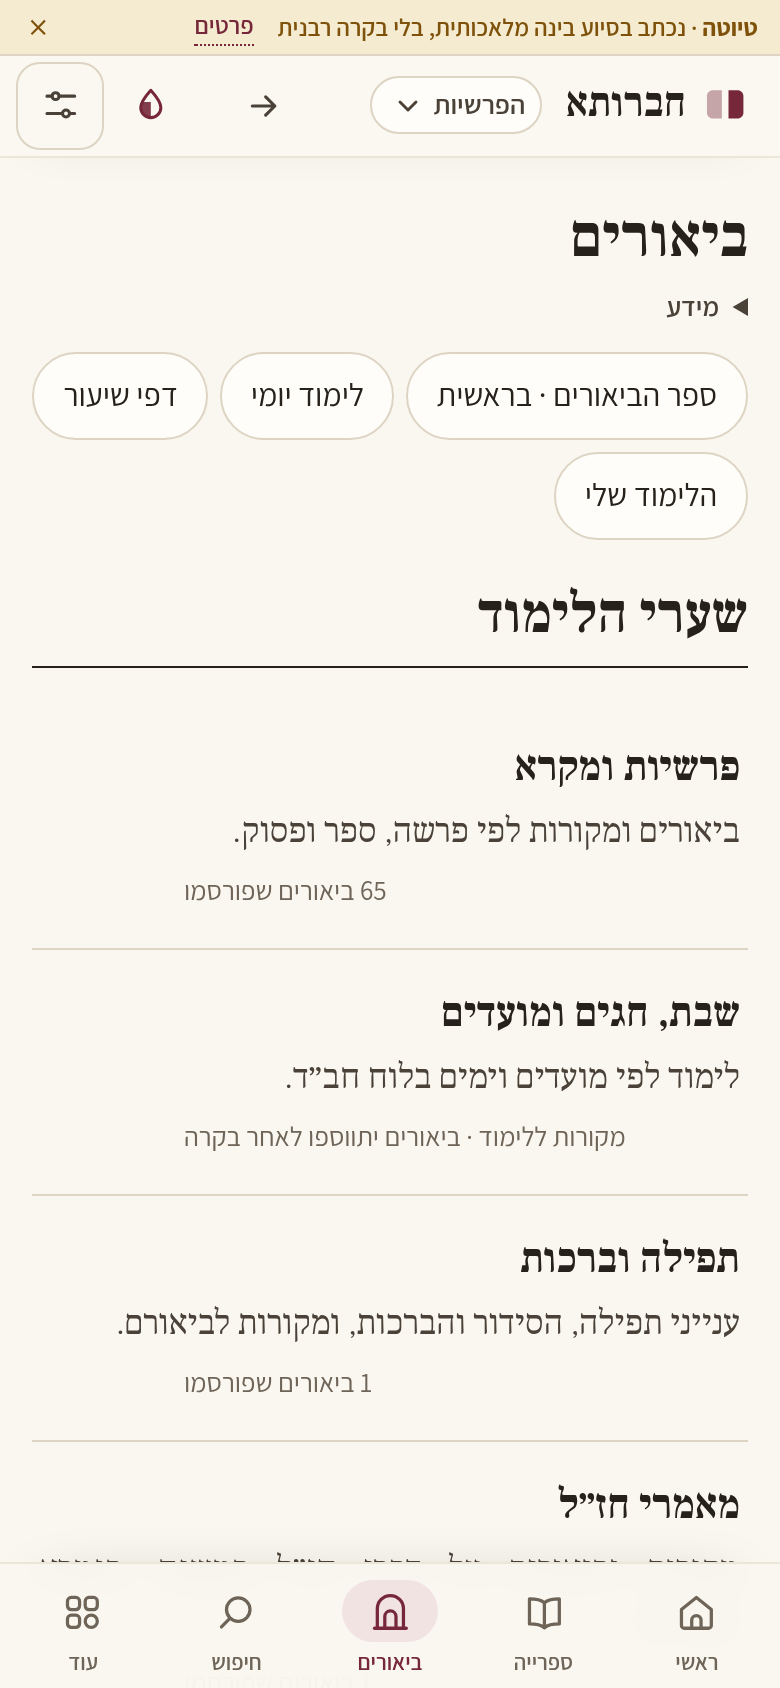 טיוטה · נכתב בסיוע בינה מלאכותית, בלי בקרה רבנית פרטים ×
חברותא הפרשיות
ביאורים
מידע
ספר הביאורים · בראשית לימוד יומי דפי שיעור
הלימוד שלי
שערי הלימוד
פרשיות ומקרא
ביאורים ומקורות לפי פרשה, ספר ופסוק.
65 ביאורים שפורסמו
שבת, חגים ומועדים
לימוד לפי מועדים וימים בלוח חב״ד.
מקורות ללימוד · ביאורים יתווספו לאחר בקרה
תפילה וברכות
ענייני תפילה, הסידור והברכות, ומקורות לביאורם.
1 ביאורים שפורסמו
מאמרי חז״ל
ראשי ספרייה ביאורים חיפוש עוד